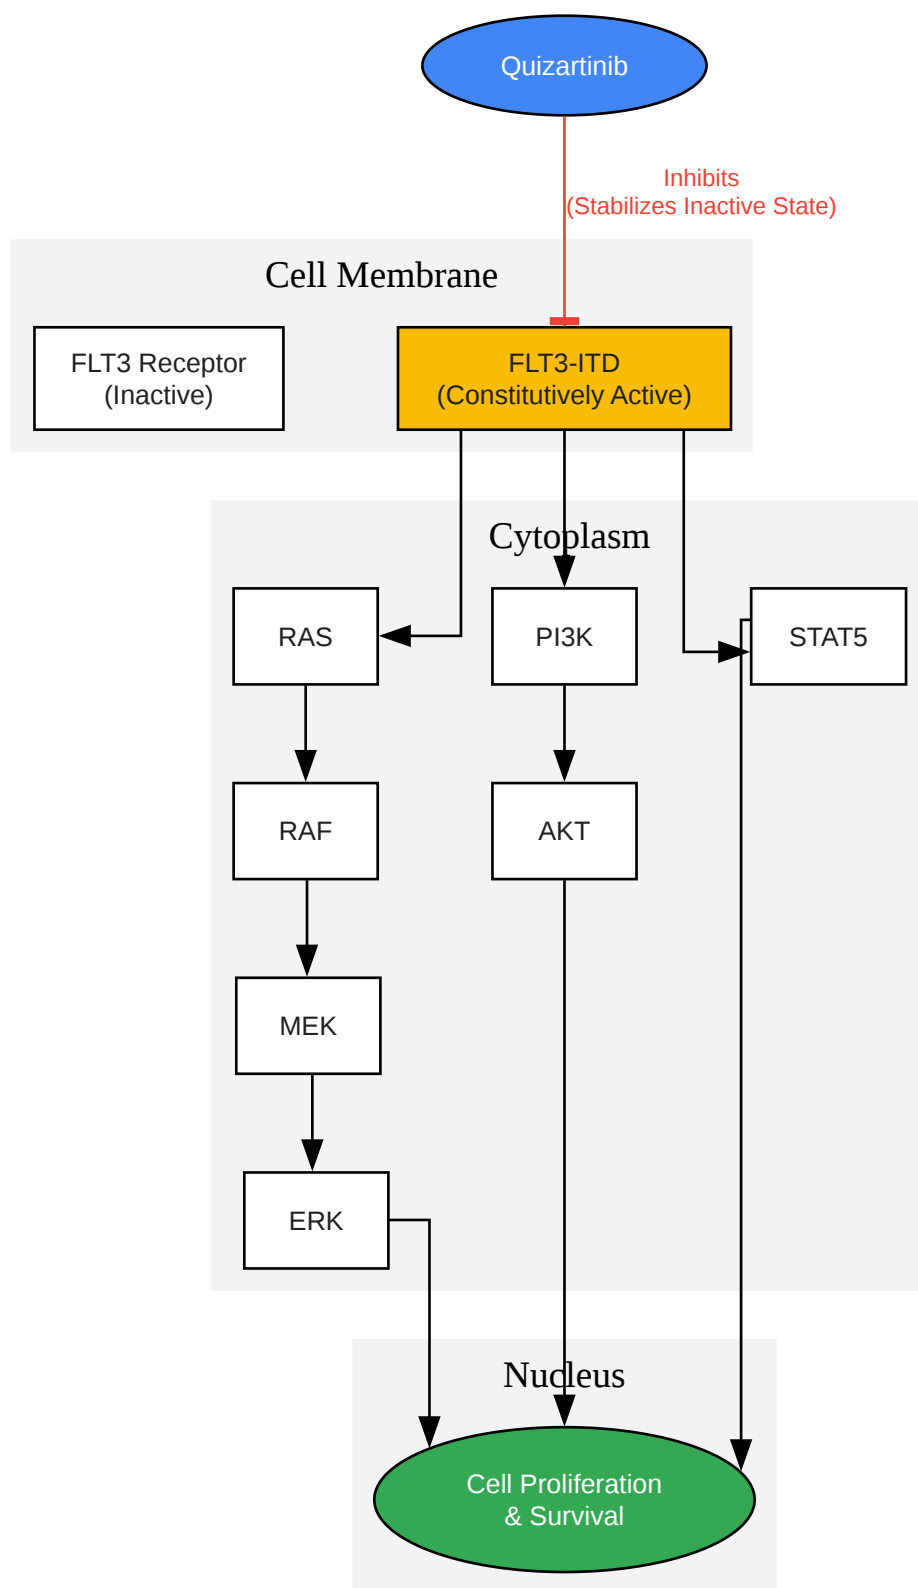 Quizartinib
Inhibits
(Stabilizes Inactive State)
Cell Membrane
FLT3 Receptor
(Inactive)
FLT3-ITD
(Constitutively Active)
Cytoplasm
RAS
PI3K
STAT5
RAF
AKT
MEK
ERK
Nucleus
Cell Proliferation
& Survival